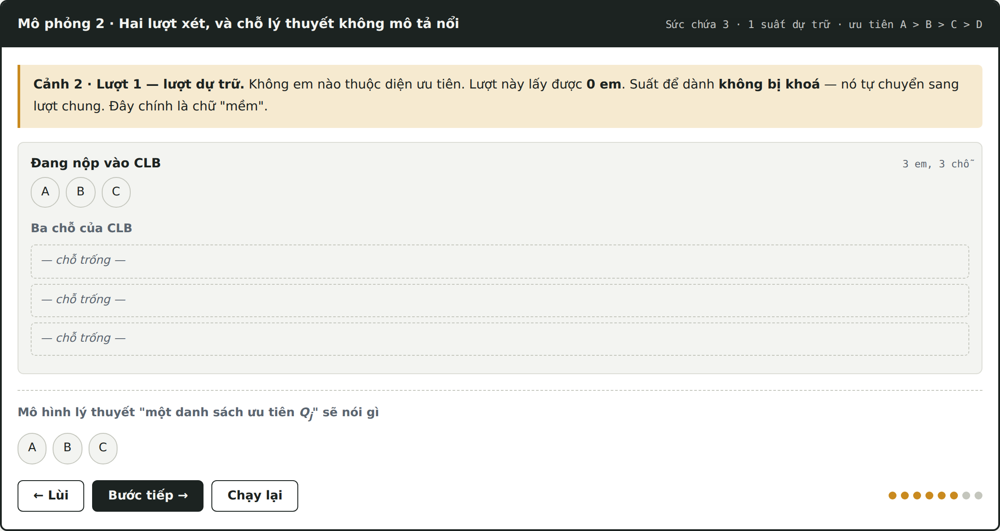 Mô phỏng 2 · Hai lượt xét, và chỗ lý thuyết không mô tả nổi
Sức chứa 3 · 1 suất dự trữ · ưu tiên A > B > C > D
Cảnh 2 · Lượt 1 — lượt dự trữ. Không em nào thuộc diện ưu tiên. Lượt này lấy được 0 em. Suất để dành không bị khoá — nó tự chuyển sang
lượt chung. Đây chính là chữ "mềm".
Đang nộp vào CLB
3 em, 3 chỗ
A B C
Ba chỗ của CLB
— chỗ trống —
— chỗ trống —
— chỗ trống —
Mô hình lý thuyết "một danh sách ưu tiên Qj" sẽ nói gì
A B C
← Lùi
Bước tiếp →
Chạy lại